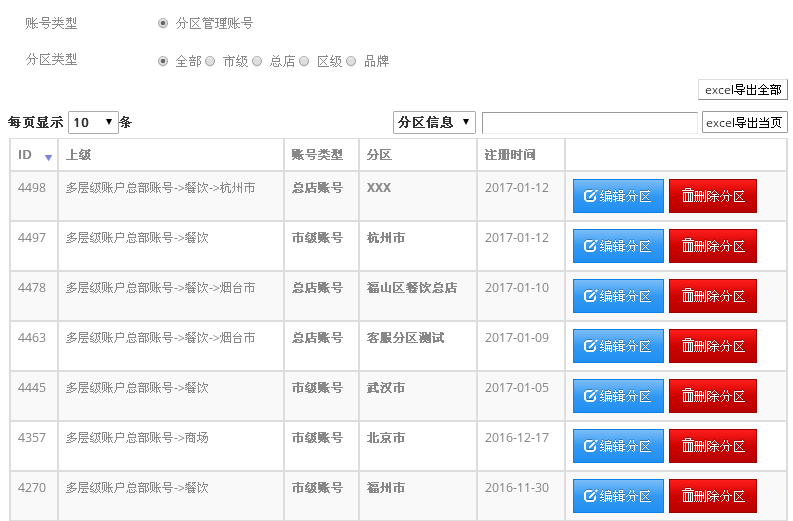 账号类型 分区管理账号
分区类型 全部 市级 总店 区级 品牌
excel导出全部
每页显示 10 条 分区信息 excel导出当页
ID 上级 账号类型 分区 注册时间
4498 多层级账户总部账号->餐饮->杭州市 总店账号 XXX 2017-01-12 编辑分区 删除分区
4497 多层级账户总部账号->餐饮 市级账号 杭州市 2017-01-12 编辑分区 删除分区
4478 多层级账户总部账号->餐饮->烟台市 总店账号 福山区餐饮总店 2017-01-10 编辑分区 删除分区
4463 多层级账户总部账号->餐饮->烟台市 总店账号 客服分区测试 2017-01-09 编辑分区 删除分区
4445 多层级账户总部账号->餐饮 市级账号 武汉市 2017-01-05 编辑分区 删除分区
4357 多层级账户总部账号->商场 市级账号 北京市 2016-12-17 编辑分区 删除分区
4270 多层级账户总部账号->餐饮 市级账号 福州市 2016-11-30 编辑分区 删除分区